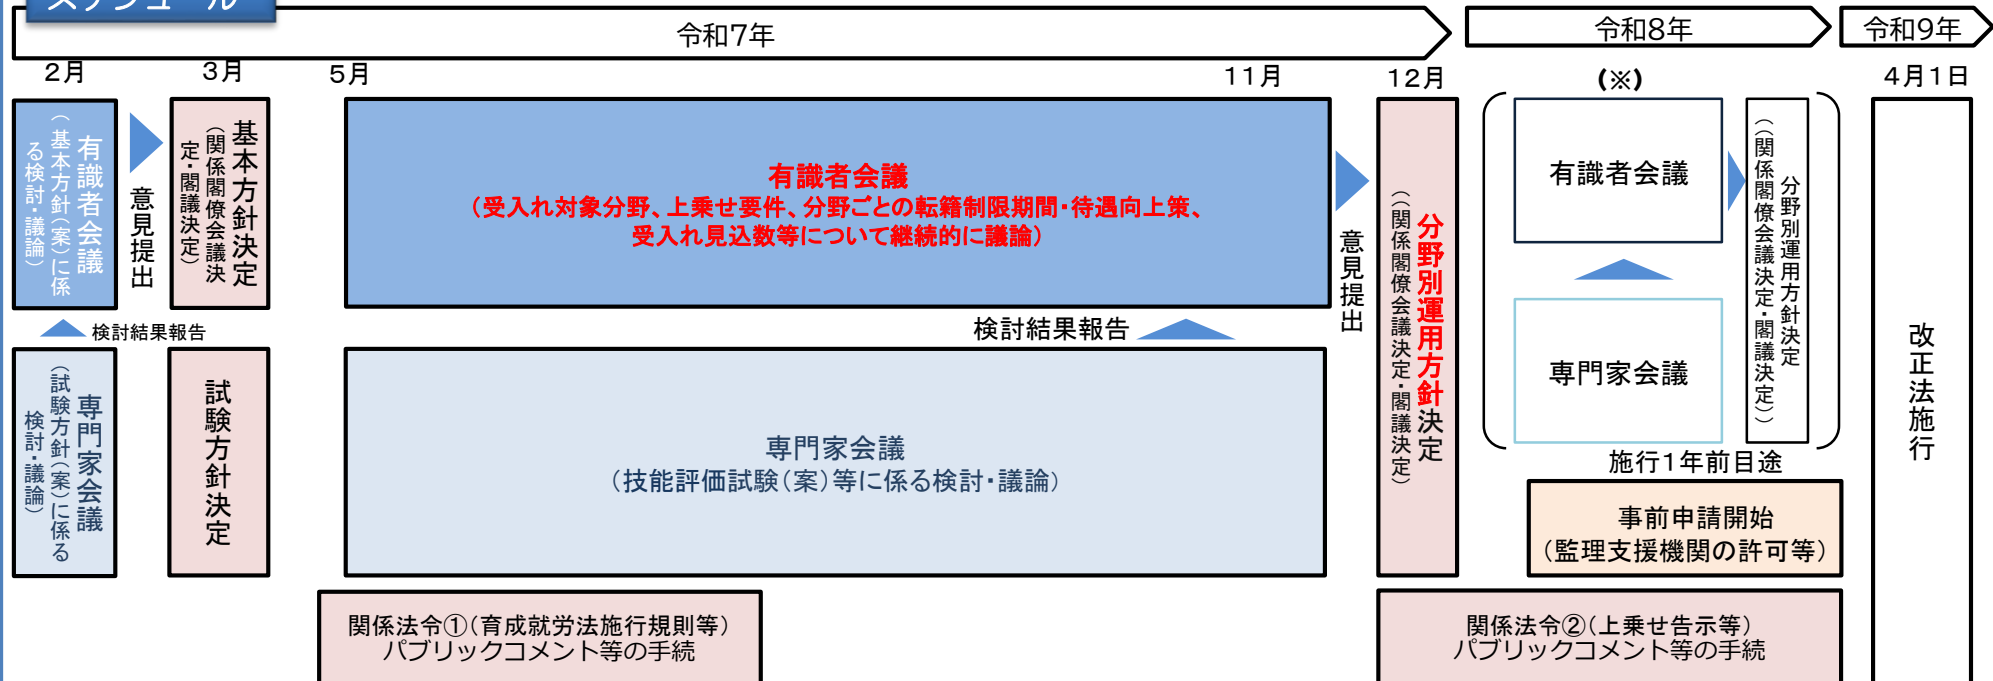 スケジュール
令和7年
令和8年
令和9年
2月
3月
5月
11月
12月
(※)
4月1日
有識者会議
（基本方針（案）に係
る検討・議論）
意見提出
基本方針決定
（関係閣僚会議決
定・閣議決定）
検討結果報告
専門家会議
（試験方針（案）に係る
検討・議論）
試験方針決定
有識者会議
（受入れ対象分野、上乗せ要件、分野ごとの転籍制限期間・待遇向上策、
受入れ見込数等について継続的に議論）
検討結果報告
専門家会議
（技能評価試験（案）等に係る検討・議論）
意見提出
分野別運用方針決定
（（関係閣僚会議決定・閣議決定）
有識者会議
専門家会議
分野別運用方針決定
（（関係閣僚会議決定・閣議決定））
施行1年前目途
事前申請開始
（監理支援機関の許可等）
改正法施行
関係法令①（育成就労法施行規則等）
パブリックコメント等の手続
関係法令②（上乗せ告示等）
パブリックコメント等の手続